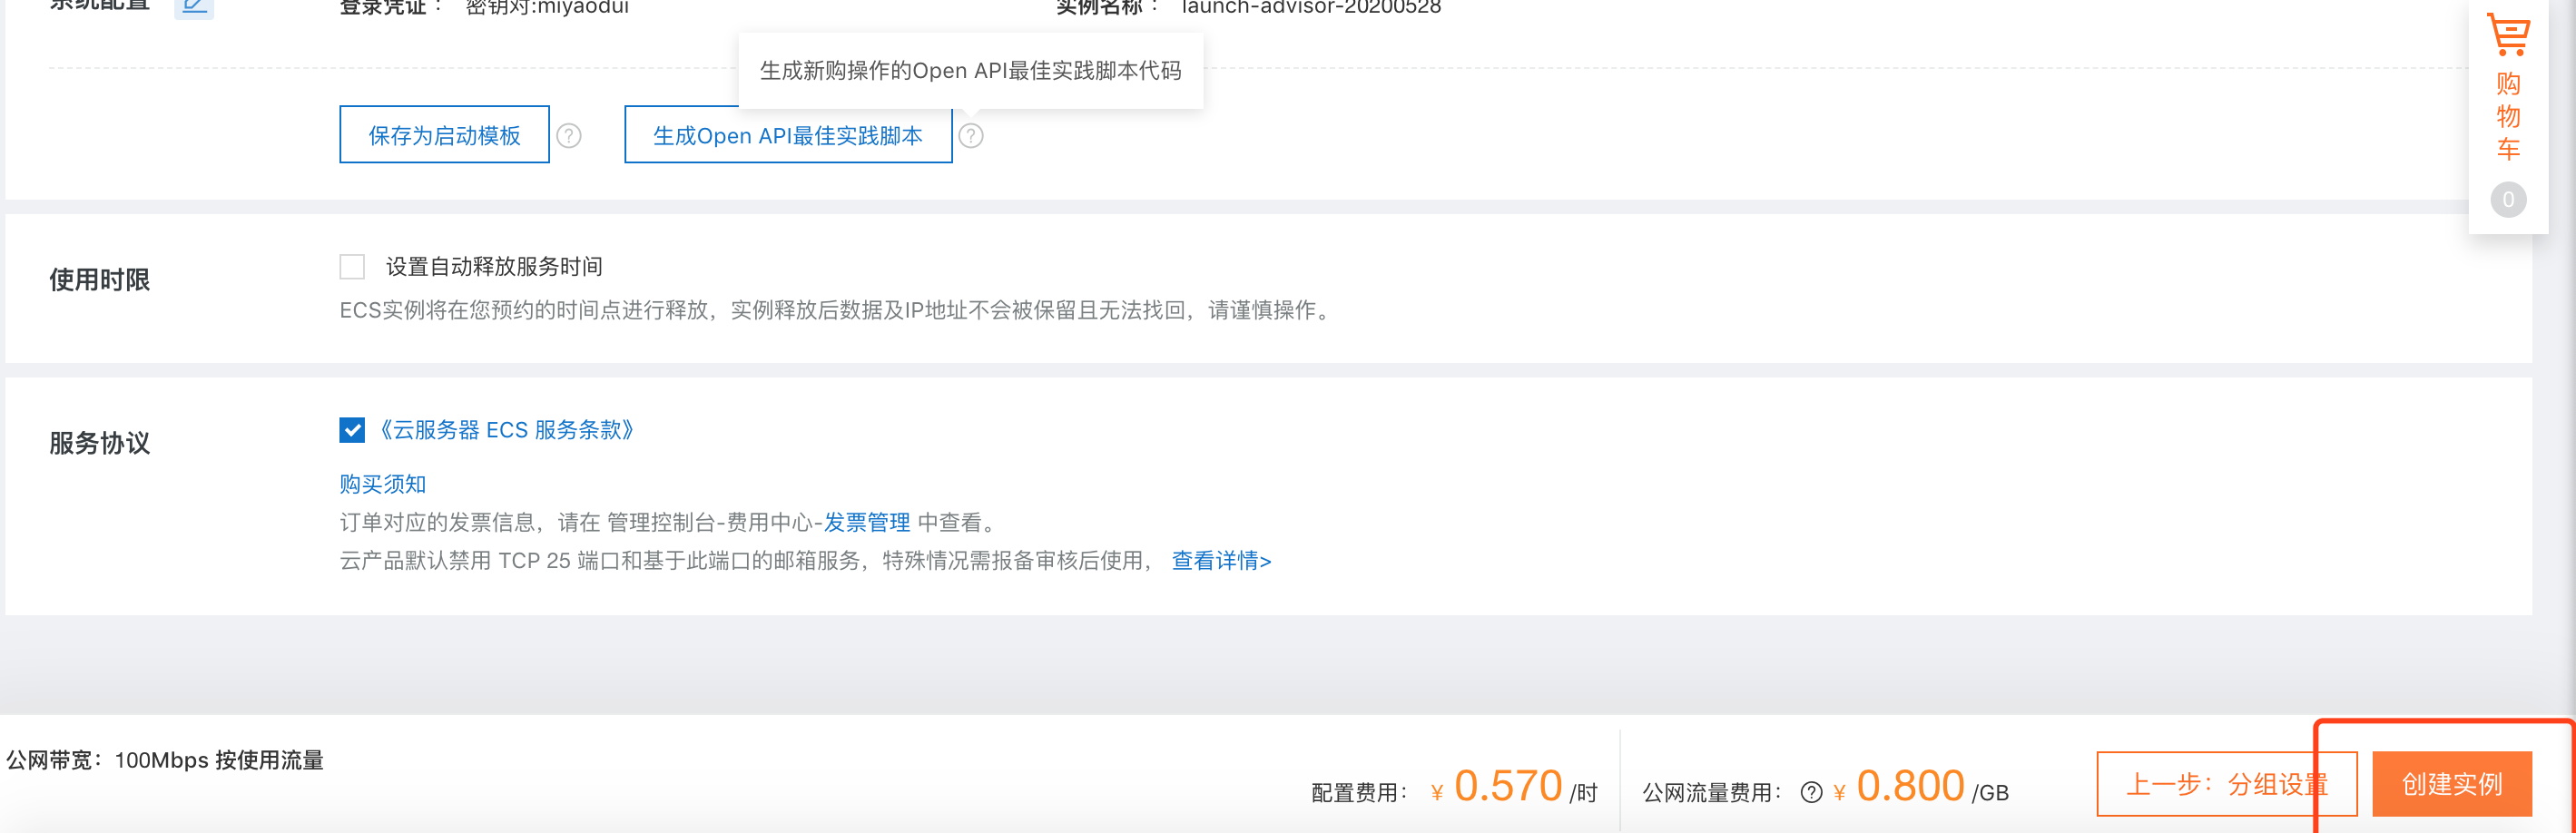 系统配置
登录凭证： 密钥对:miyaodui
实例名称： launch-advisor-20200528
生成新购操作的Open API最佳实践脚本代码
保存为启动模板 ?
生成Open API最佳实践脚本 ?
购物车
0
使用时限
设置自动释放服务时间
ECS实例将在您预约的时间点进行释放，实例释放后数据及IP地址不会被保留且无法找回，请谨慎操作。
服务协议
《云服务器 ECS 服务条款》
购买须知
订单对应的发票信息，请在 管理控制台-费用中心-发票管理 中查看。
云产品默认禁用 TCP 25 端口和基于此端口的邮箱服务，特殊情况需报备审核后使用， 查看详情>
公网带宽：100Mbps 按使用流量
配置费用： ¥ 0.570 /时
公网流量费用： ? ¥ 0.800 /GB
上一步：分组设置
创建实例